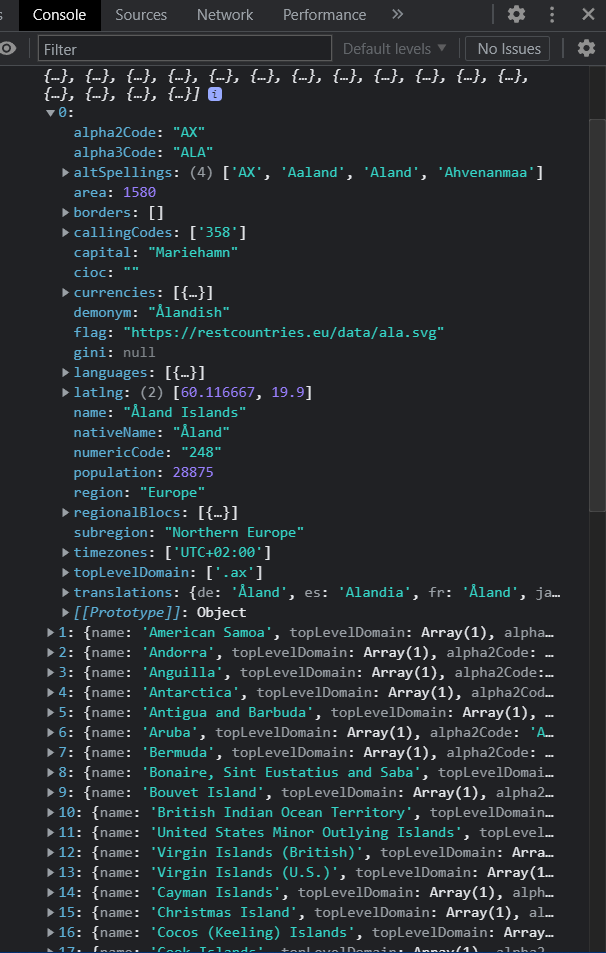 Console Sources Network Performance »
Filter Default levels ▼ No Issues
{…}, {…}, {…}, {…}, {…}, {…}, {…}, {…}, {…}, {…}, {…}, {…},
{…}, {…}, {…}, {…}] i
▼0:
alpha2Code: "AX"
alpha3Code: "ALA"
▶altSpellings: (4) ['AX', 'Aaland', 'Aland', 'Ahvenanmaa']
area: 1580
▶borders: []
▶callingCodes: ['358']
capital: "Mariehamn"
cioc: ""
▶currencies: [{…}]
demonym: "Ålandish"
flag: "https://restcountries.eu/data/ala.svg"
gini: null
▶languages: [{…}]
▶latlng: (2) [60.116667, 19.9]
name: "Åland Islands"
nativeName: "Åland"
numericCode: "248"
population: 28875
region: "Europe"
▶regionalBlocs: [{…}]
subregion: "Northern Europe"
▶timezones: ['UTC+02:00']
▶topLevelDomain: ['.ax']
▶translations: {de: 'Åland', es: 'Alandia', fr: 'Åland', ja…
▶[[Prototype]]: Object
▶1: {name: 'American Samoa', topLevelDomain: Array(1), alpha…
▶2: {name: 'Andorra', topLevelDomain: Array(1), alpha2Code: …
▶3: {name: 'Anguilla', topLevelDomain: Array(1), alpha2Code:…
▶4: {name: 'Antarctica', topLevelDomain: Array(1), alpha2Cod…
▶5: {name: 'Antigua and Barbuda', topLevelDomain: Array(1), …
▶6: {name: 'Aruba', topLevelDomain: Array(1), alpha2Code: 'A…
▶7: {name: 'Bermuda', topLevelDomain: Array(1), alpha2Code: …
▶8: {name: 'Bonaire, Sint Eustatius and Saba', topLevelDomai…
▶9: {name: 'Bouvet Island', topLevelDomain: Array(1), alpha2…
▶10: {name: 'British Indian Ocean Territory', topLevelDomain…
▶11: {name: 'United States Minor Outlying Islands', topLevel…
▶12: {name: 'Virgin Islands (British)', topLevelDomain: Arra…
▶13: {name: 'Virgin Islands (U.S.)', topLevelDomain: Array(1…
▶14: {name: 'Cayman Islands', topLevelDomain: Array(1), alph…
▶15: {name: 'Christmas Island', topLevelDomain: Array(1), al…
▶16: {name: 'Cocos (Keeling) Islands', topLevelDomain: Array…
▶17: {name: 'Cook Islands', topLevelDomain: Array(1), alpha2…